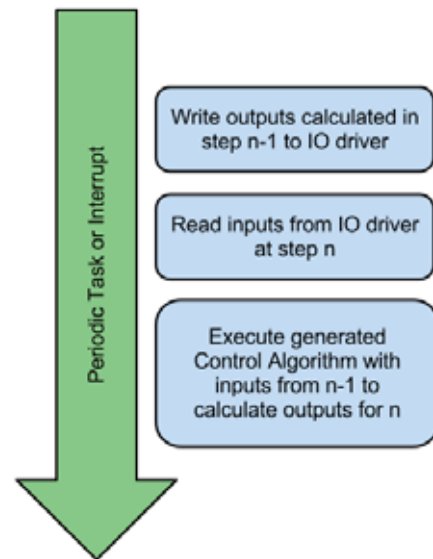 Periodic Task or Interrupt
Write outputs calculated in
step n-1 to IO driver
Read inputs from IO driver
at step n
Execute generated
Control Algorithm with
inputs from n-1 to
calculate outputs for n